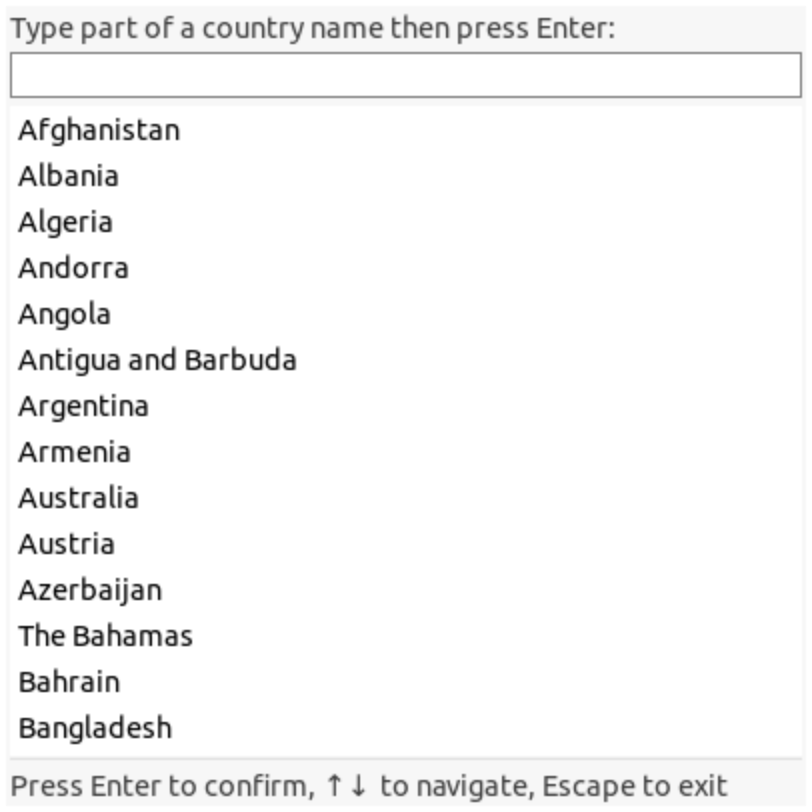 Type part of a country name then press Enter:
Afghanistan
Albania
Algeria
Andorra
Angola
Antigua and Barbuda
Argentina
Armenia
Australia
Austria
Azerbaijan
The Bahamas
Bahrain
Bangladesh
Press Enter to confirm, ↑↓ to navigate, Escape to exit